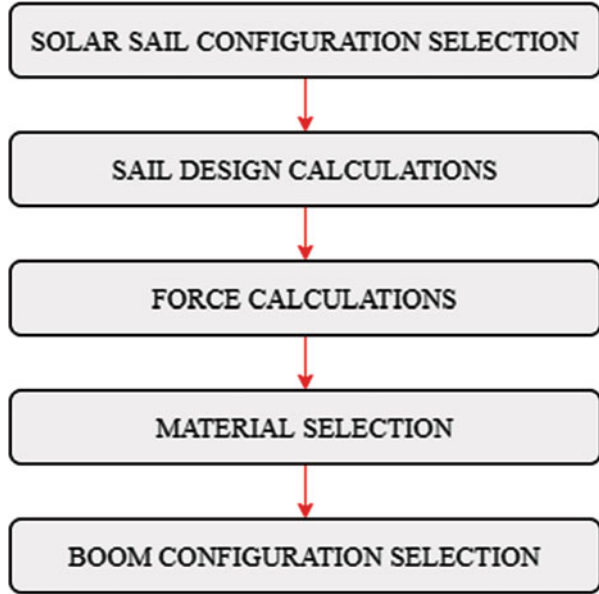 SOLAR SAIL CONFIGURATION SELECTION
SAIL DESIGN CALCULATIONS
FORCE CALCULATIONS
MATERIAL SELECTION
BOOM CONFIGURATION SELECTION